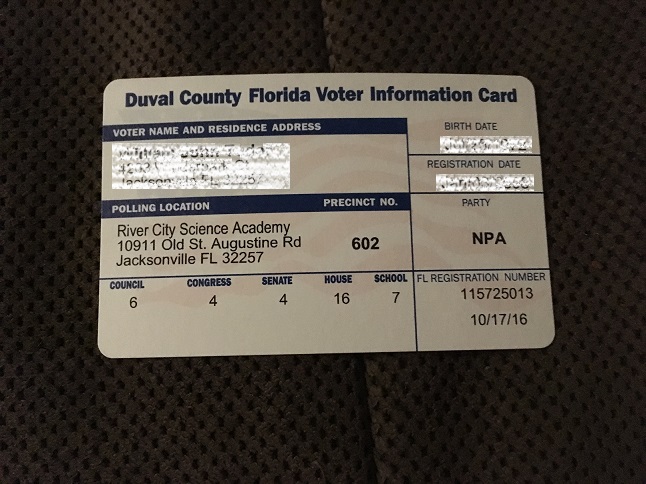 Duval County Florida Voter Information Card
VOTER NAME AND RESIDENCE ADDRESS
BIRTH DATE
REGISTRATION DATE
POLLING LOCATION PRECINCT NO.
River City Science Academy
10911 Old St. Augustine Rd
Jacksonville FL 32257
602
PARTY
NPA
COUNCIL CONGRESS SENATE HOUSE SCHOOL
6 4 4 16 7
FL REGISTRATION NUMBER
115725013
10/17/16